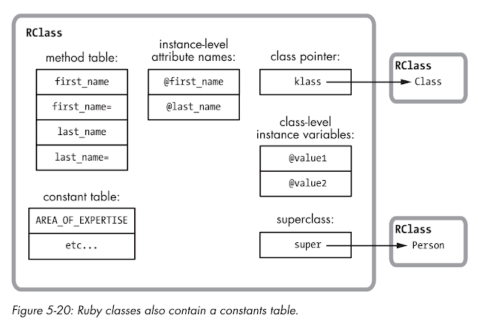 RClass
method table:
first_name
first_name=
last_name
last_name=
instance-level
attribute names:
@first_name
@last_name
class pointer:
klass
RClass
Class
class-level
instance variables:
@value1
@value2
constant table:
AREA_OF_EXPERTISE
etc...
superclass:
super
RClass
Person
Figure 5-20: Ruby classes also contain a constants table.